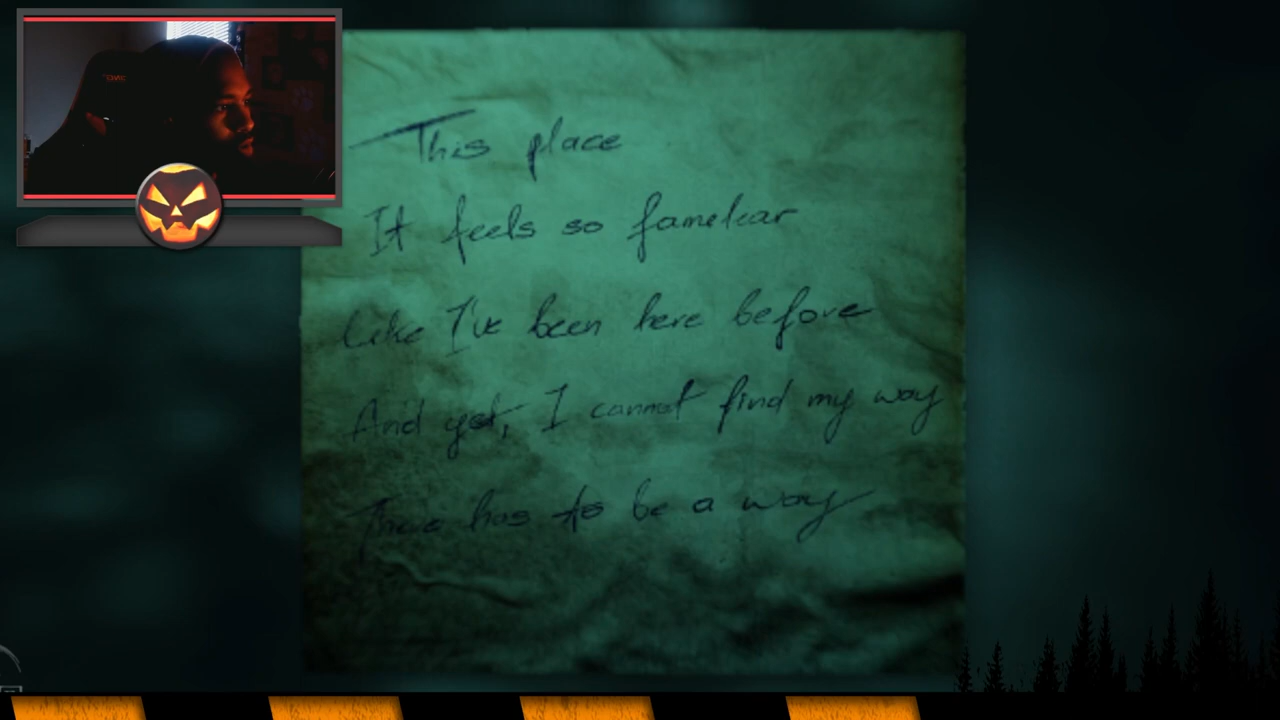 This place
It feels so famelear
Like I've been here before
And yet, I cannot find my way
There has to be a way